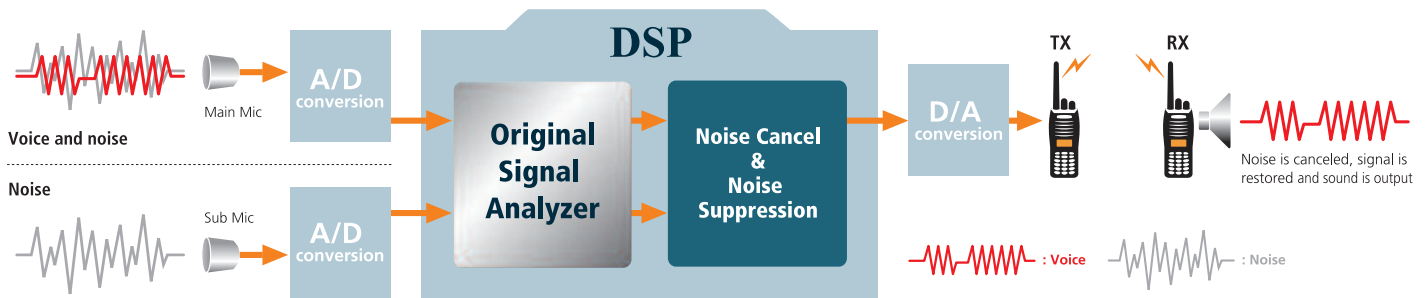 Main Mic
Voice and noise
Noise
Sub Mic
A/D
conversion
A/D
conversion
DSP
Original
Signal
Analyzer
Noise Cancel
&
Noise
Suppression
D/A
conversion
TX
RX
Noise is canceled, signal is
restored and sound is output
: Voice
: Noise